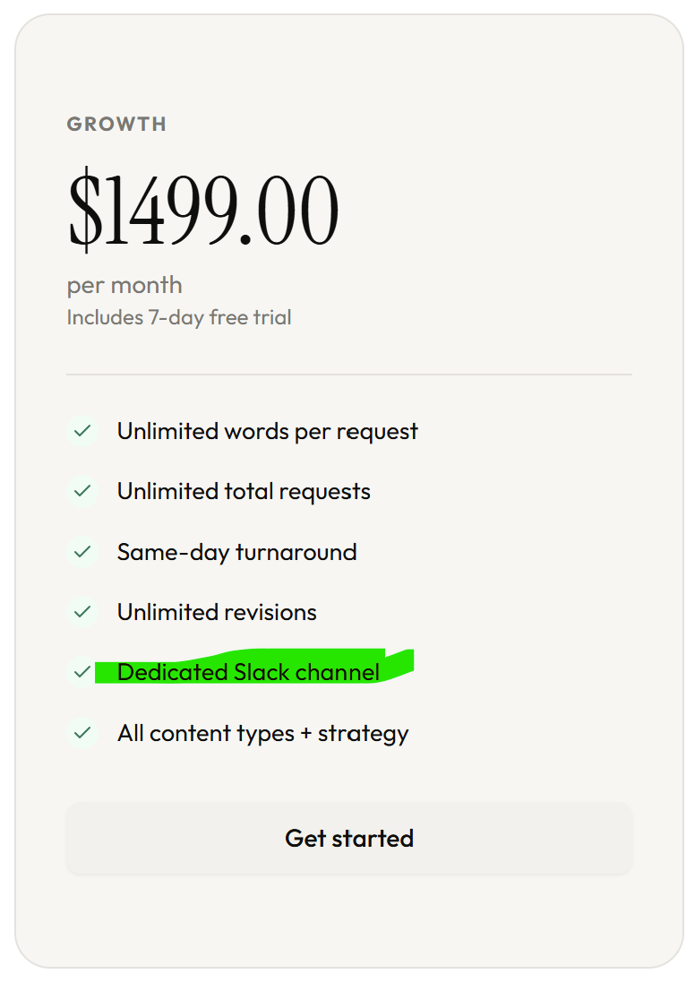 GROWTH
$1499.00
per month
Includes 7-day free trial
Unlimited words per request
Unlimited total requests
Same-day turnaround
Unlimited revisions
Dedicated Slack channel
All content types + strategy
Get started